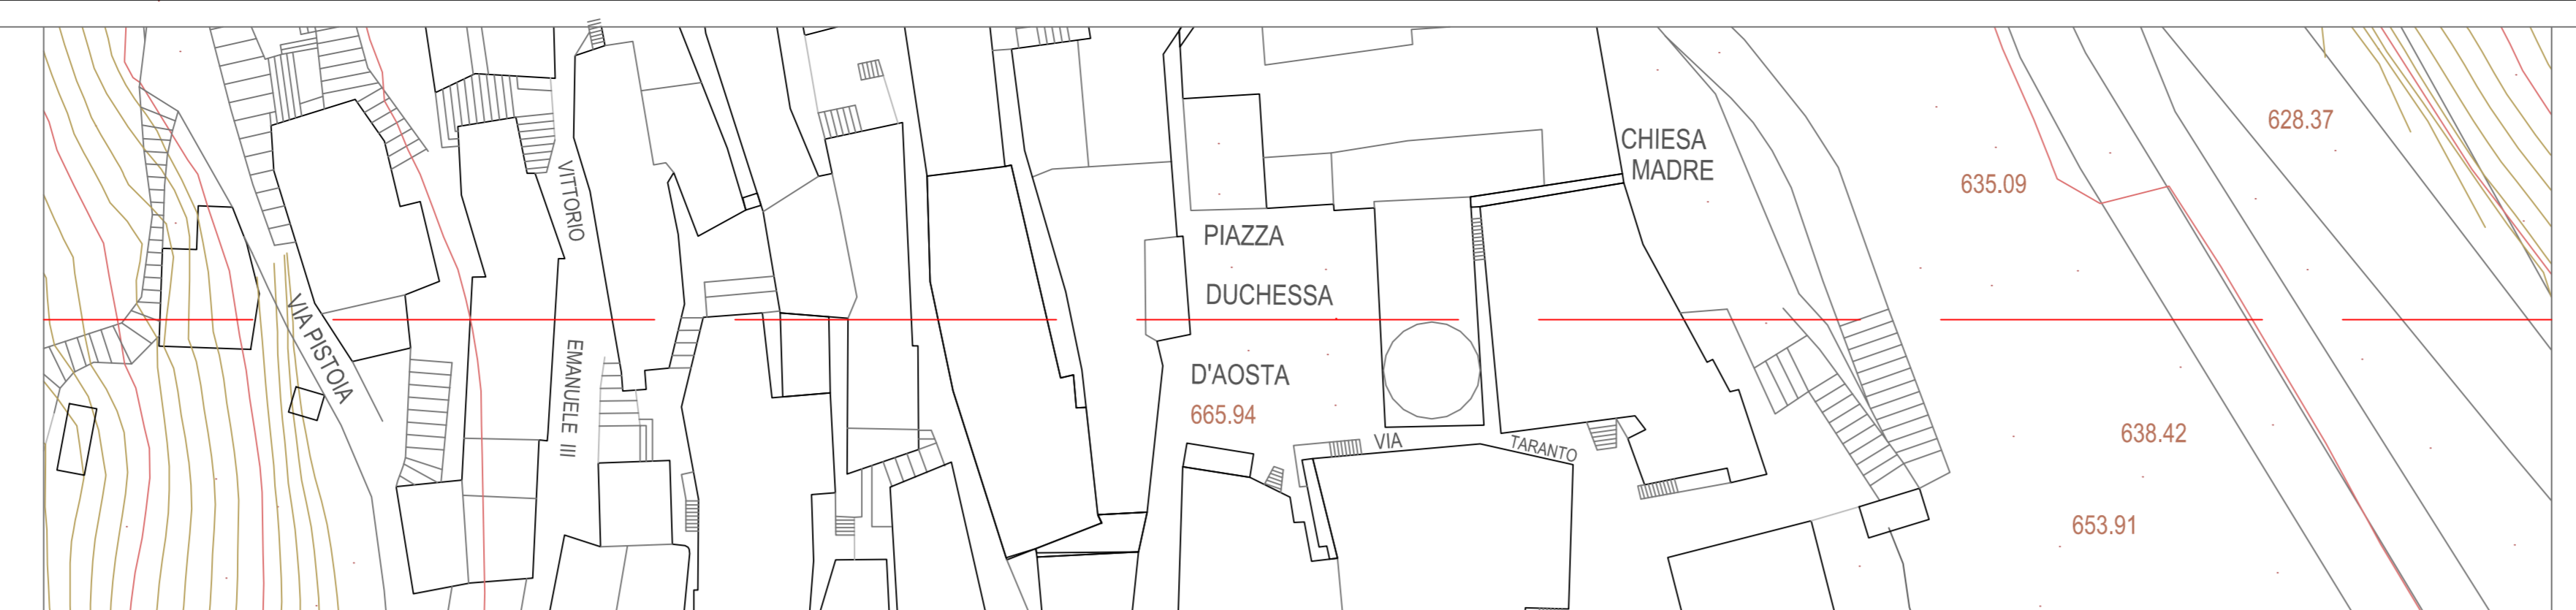 628.37
CHIESA
MADRE
635.09
VITTORIO
PIAZZA
DUCHESSA
VIA PISTOIA
EMANUELE III
D'AOSTA
665.94
VIA
TARANTO
638.42
653.91